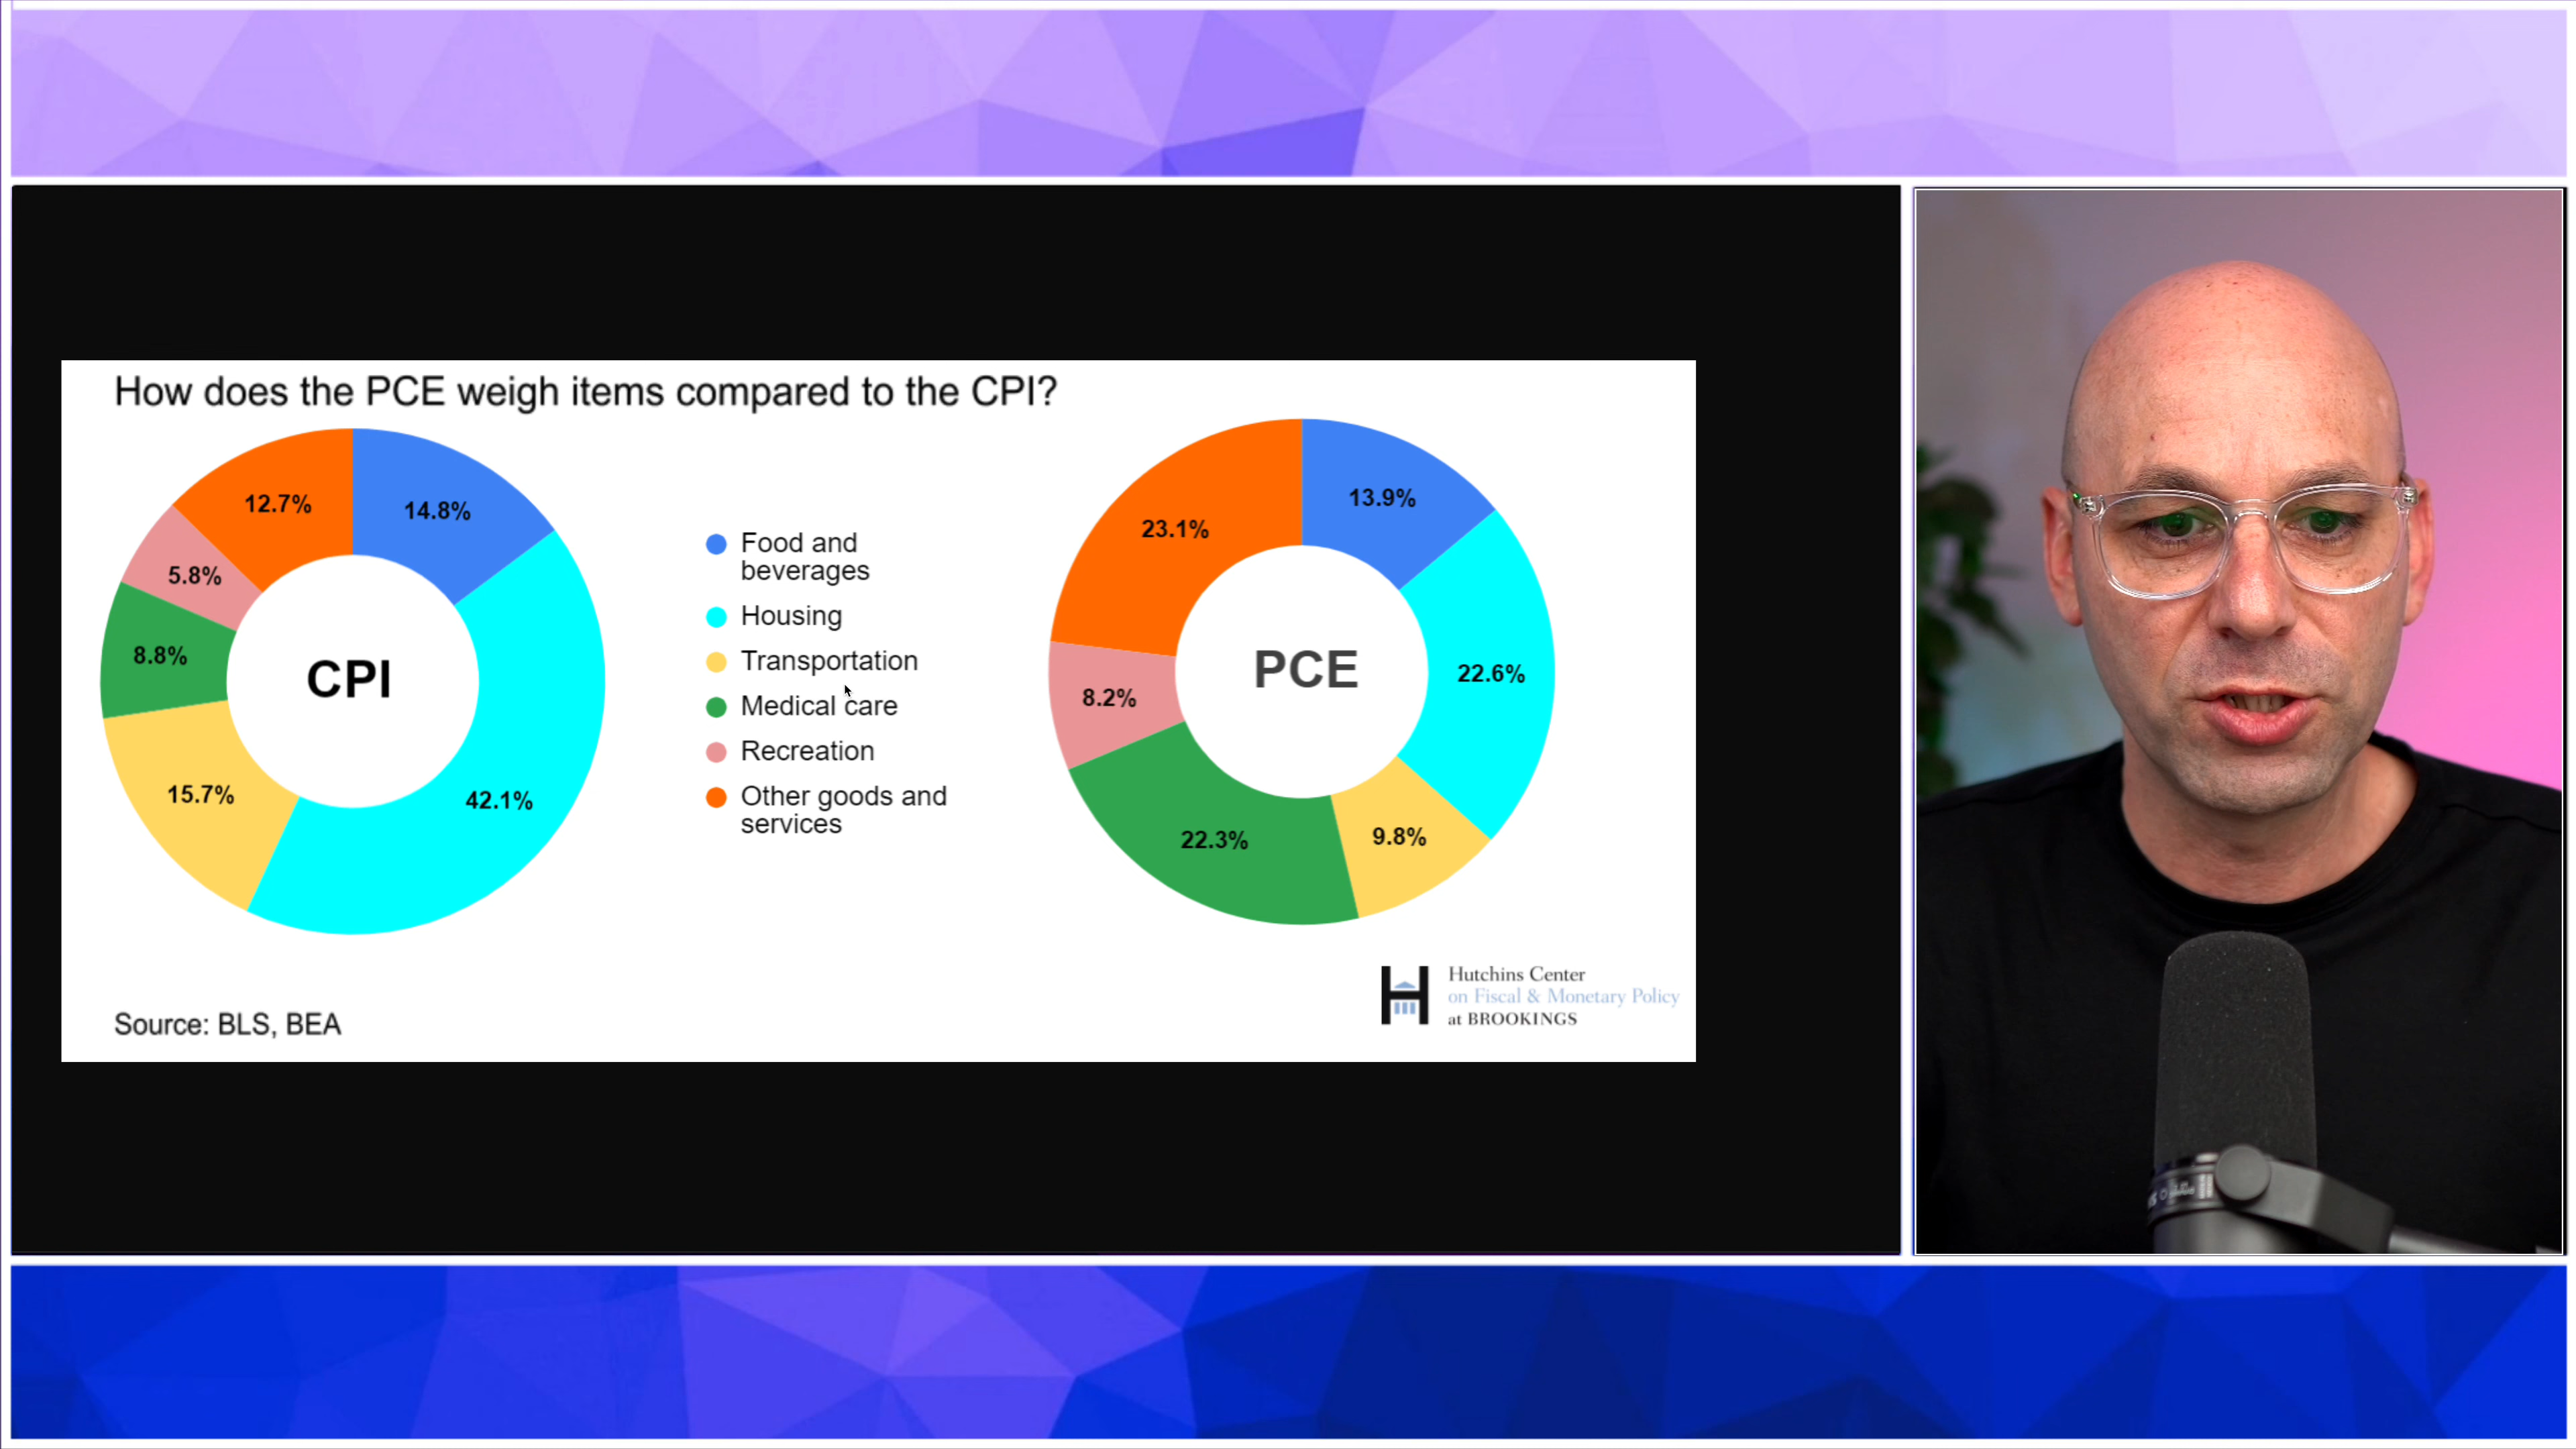 How does the PCE weigh items compared to the CPI?
12.7%
14.8%
5.8%
8.8%
CPI
15.7%
42.1%
Food and
beverages
Housing
Transportation
Medical care
Recreation
Other goods and
services
23.1%
13.9%
8.2%
PCE
22.6%
22.3%
9.8%
Source: BLS, BEA
Hutchins Center
on Fiscal & Monetary Policy
at BROOKINGS